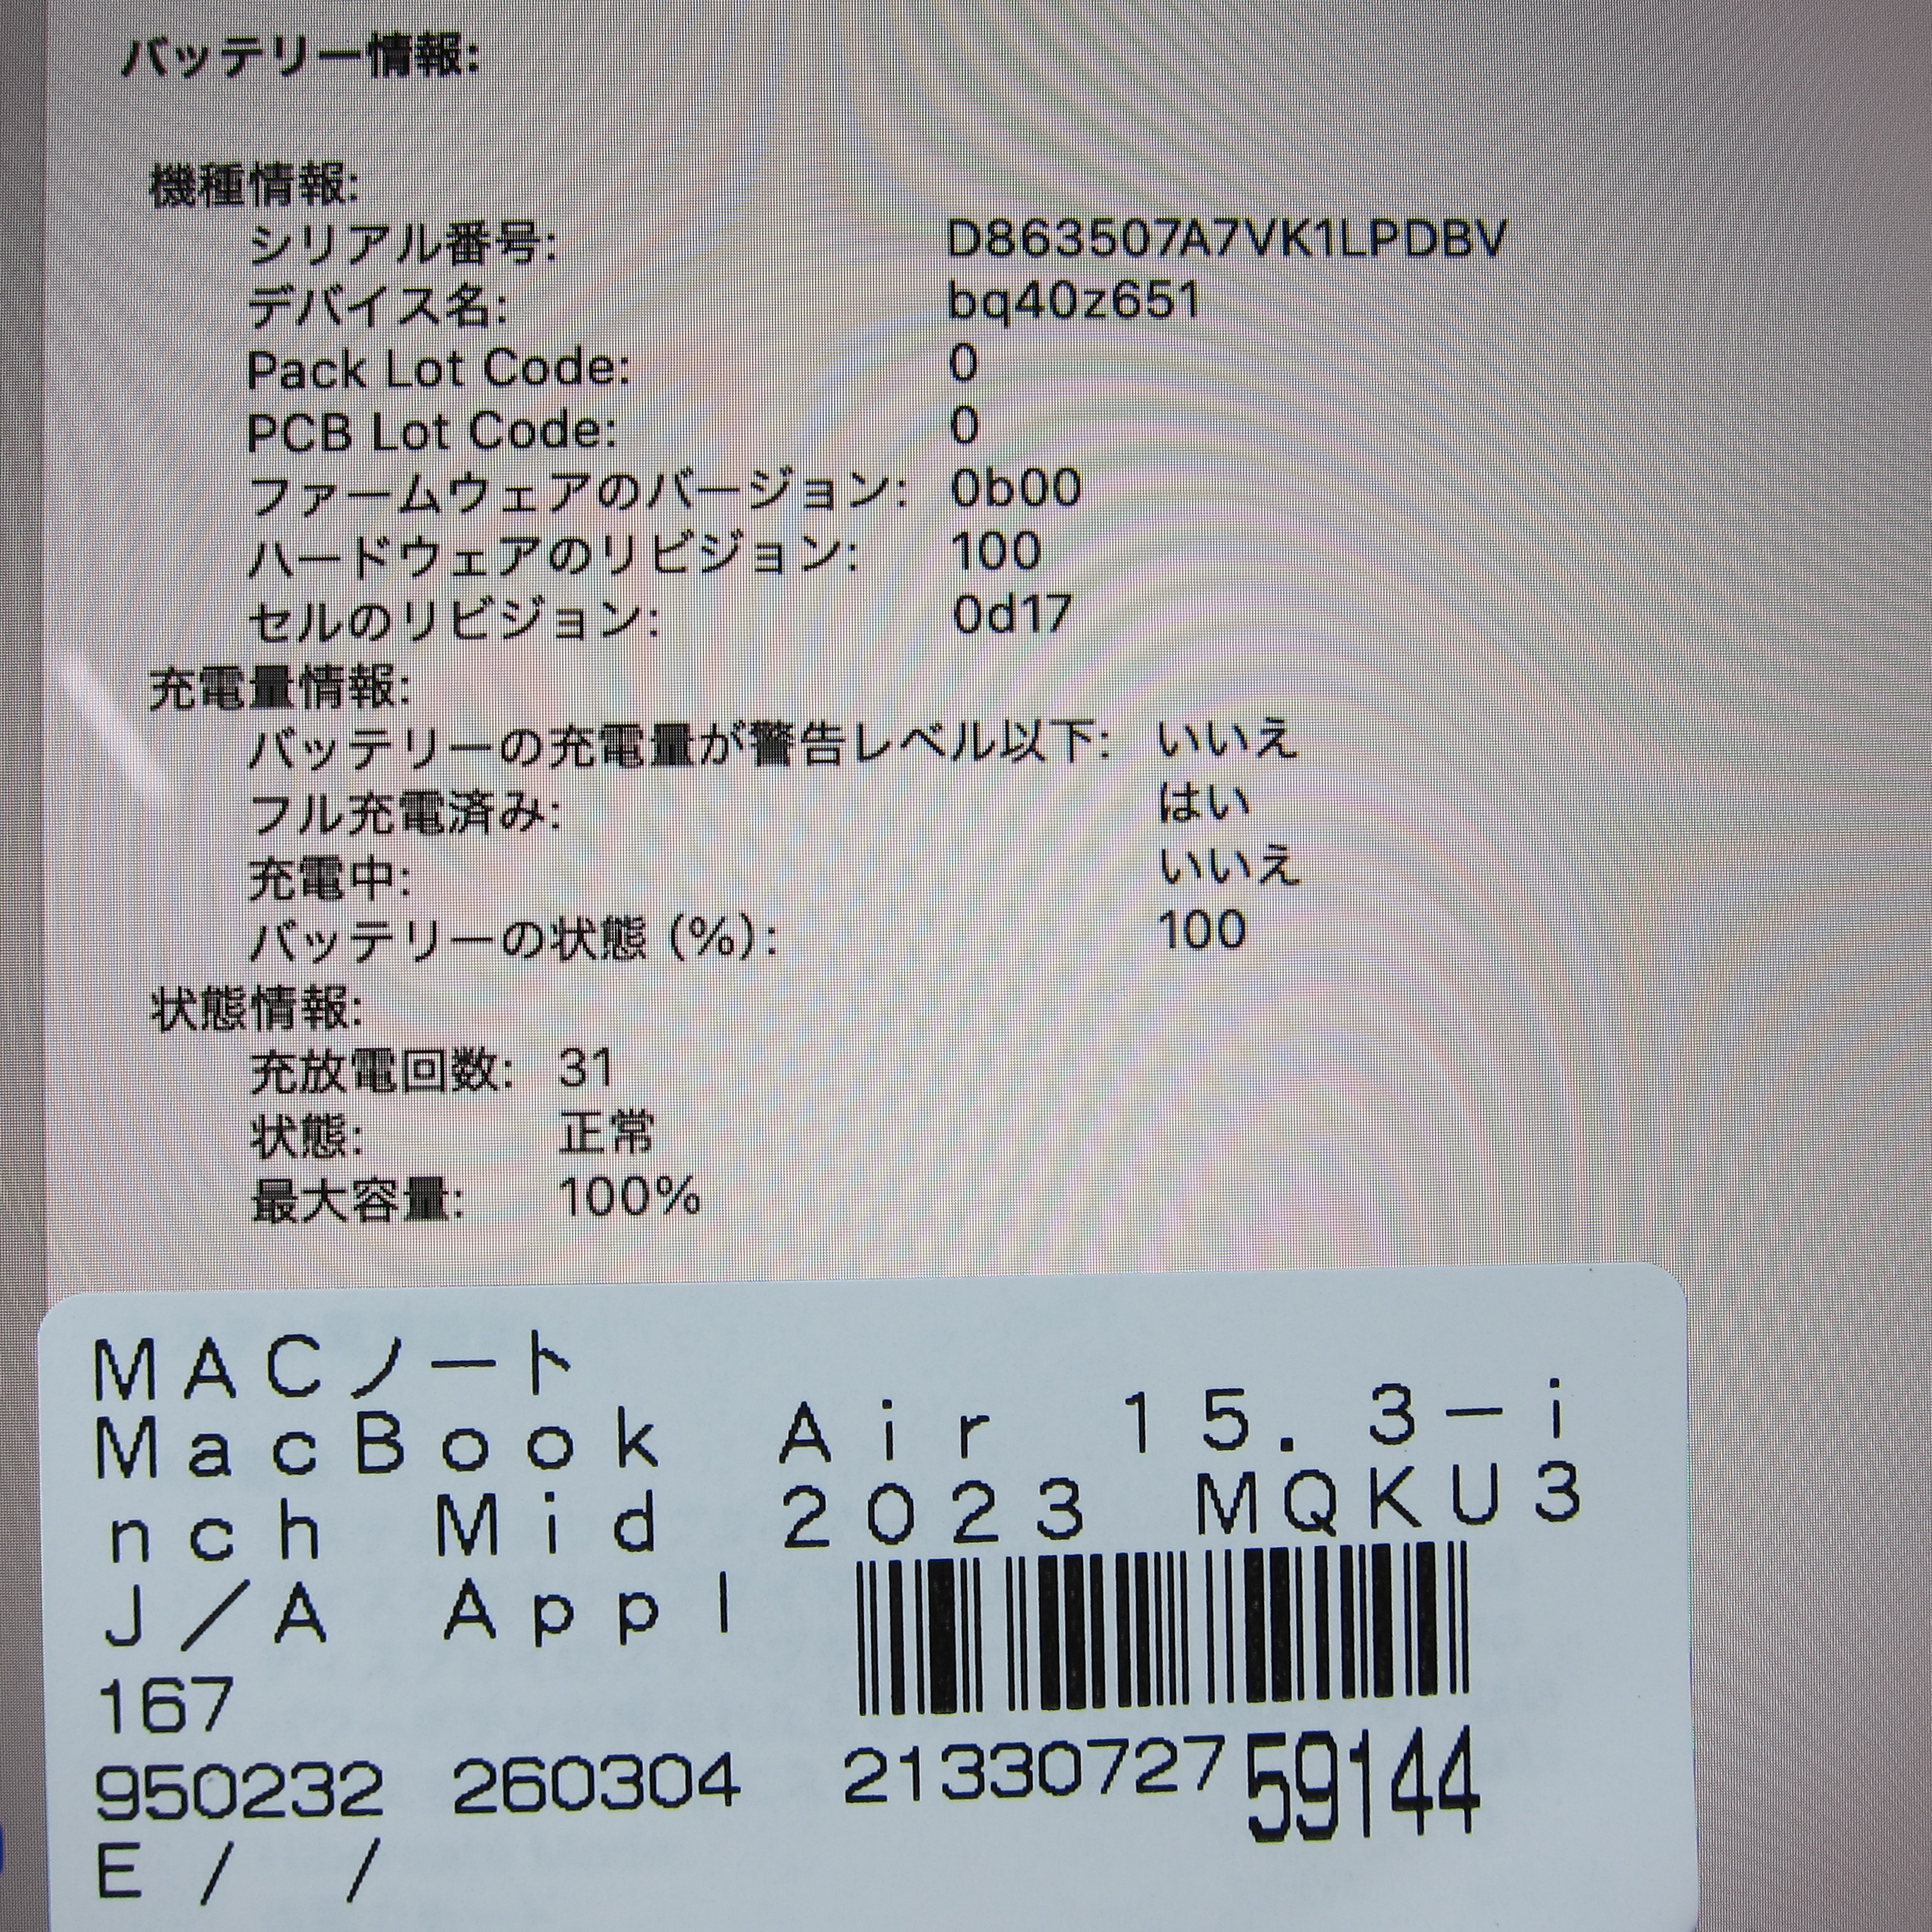 バッテリー情報:
機種情報:
シリアル番号: D863507A7VK1LPDBV
デバイス名: bq40z651
Pack Lot Code: 0
PCB Lot Code: 0
ファームウェアのバージョン: 0b00
ハードウェアのリビジョン: 100
セルのリビジョン: 0d17
充電量情報:
バッテリーの充電量が警告レベル以下: いいえ
フル充電済み: はい
充電中: いいえ
バッテリーの状態 (%): 100
状態情報:
充放電回数: 31
状態: 正常
最大容量: 100%
MACノート
MacBook Air 15.3-i
nch Mid 2023 MQKU3
J/A Appl
167
950232 260304 2133072759144
E / /